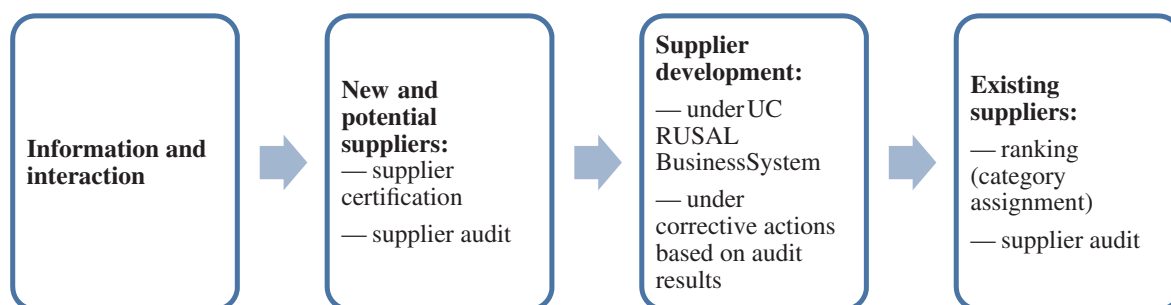 Information and
interaction
New and
potential
suppliers:
— supplier
certification
— supplier audit
Supplier
development:
— under UC
RUSAL
BusinessSystem
— under
corrective actions
based on audit
results
Existing
suppliers:
— ranking
(category
assignment)
— supplier audit